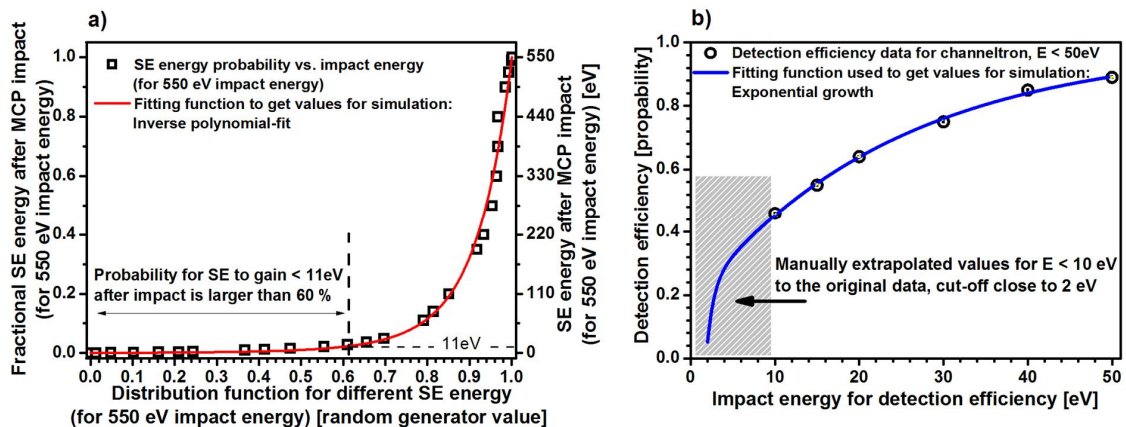 a)
Fractional SE energy after MCP impact
(for 550 eV impact energy)
1.0
0.8
0.6
0.4
0.2
0.0
SE energy probability vs. impact energy
(for 550 eV impact energy)
Fitting function to get values for simulation:
Inverse polynomial-fit
Probability for SE to gain < 11eV
after impact is larger than 60 %
11eV
550
440
330
220
110
0
SE energy after MCP impact
(for 550 eV impact energy) [eV]
0.0 0.1 0.2 0.3 0.4 0.5 0.6 0.7 0.8 0.9 1.0
Distribution function for different SE energy
(for 550 eV impact energy) [random generator value]
b)
Detection efficiency [propability]
1.0
0.8
0.6
0.4
0.2
0.0
Detection efficiency data for channeltron, E < 50eV
Fitting function used to get values for simulation:
Exponential growth
Manually extrapolated values for E < 10 eV
to the original data, cut-off close to 2 eV
0 10 20 30 40 50
Impact energy for detection efficiency [eV]